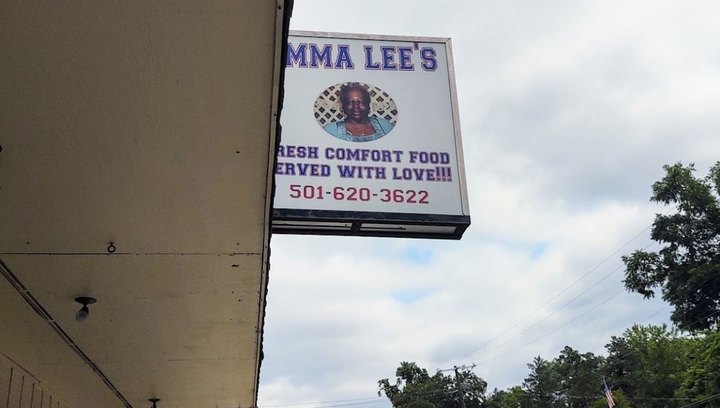 MMA LEE'S
RESH COMFORT FOOD
ERVED WITH LOVE!!!
501-620-3622